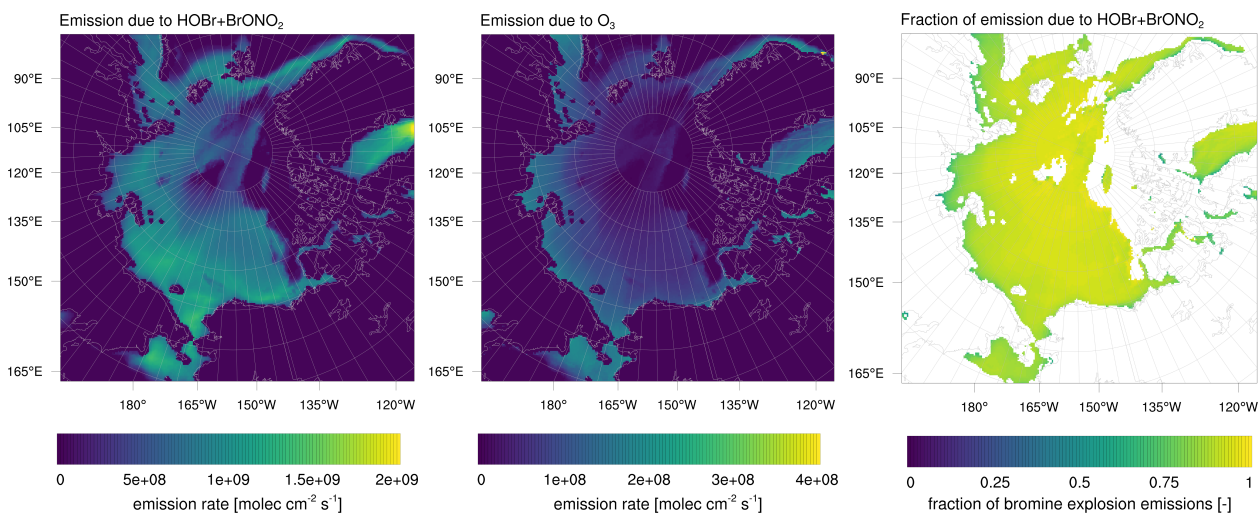 Emission due to HOBr+BrONO₂
90°E
105°E
120°E
135°E
150°E
165°E
180°
165°W
150°W
135°W
120°W
0
5e+08
1e+09
1.5e+09
2e+09
emission rate [molec cm⁻² s⁻¹]
Emission due to O₃
90°E
105°E
120°E
135°E
150°E
165°E
180°
165°W
150°W
135°W
120°W
0
1e+08
2e+08
3e+08
4e+08
emission rate [molec cm⁻² s⁻¹]
Fraction of emission due to HOBr+BrONO₂
90°E
105°E
120°E
135°E
150°E
165°E
180°
165°W
150°W
135°W
120°W
0
0.25
0.5
0.75
1
fraction of bromine explosion emissions [-]